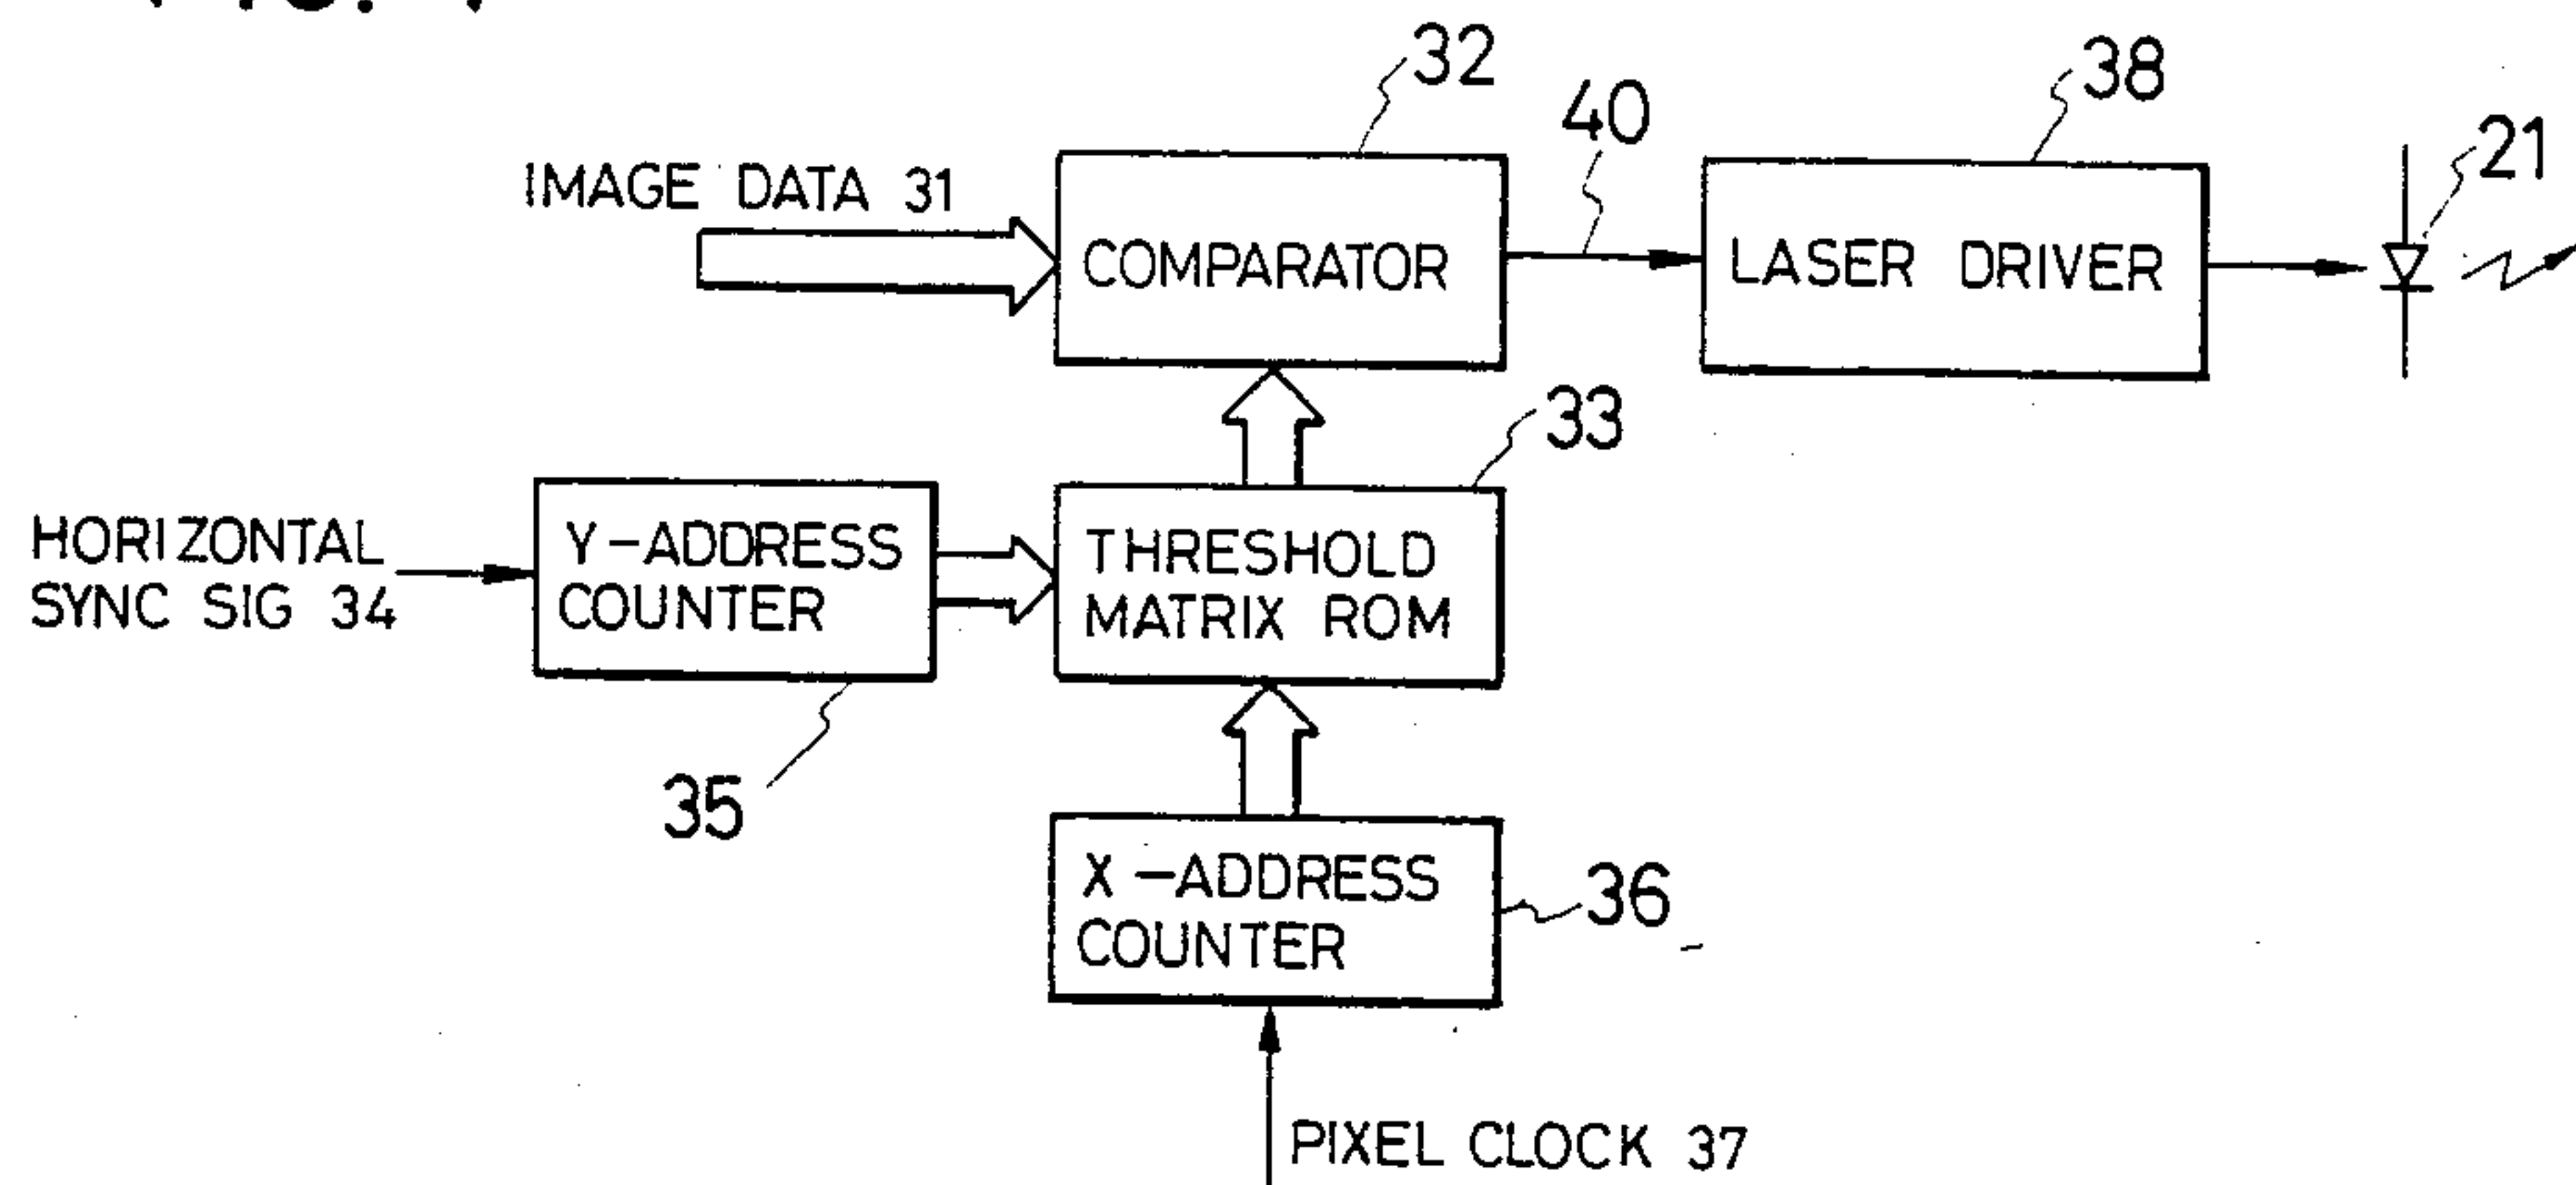 32
38
40
21
IMAGE DATA 31
COMPARATOR
LASER DRIVER
33
HORIZONTAL
SYNC SIG 34
Y-ADDRESS
COUNTER
THRESHOLD
MATRIX ROM
35
X-ADDRESS
COUNTER
36
PIXEL CLOCK 37